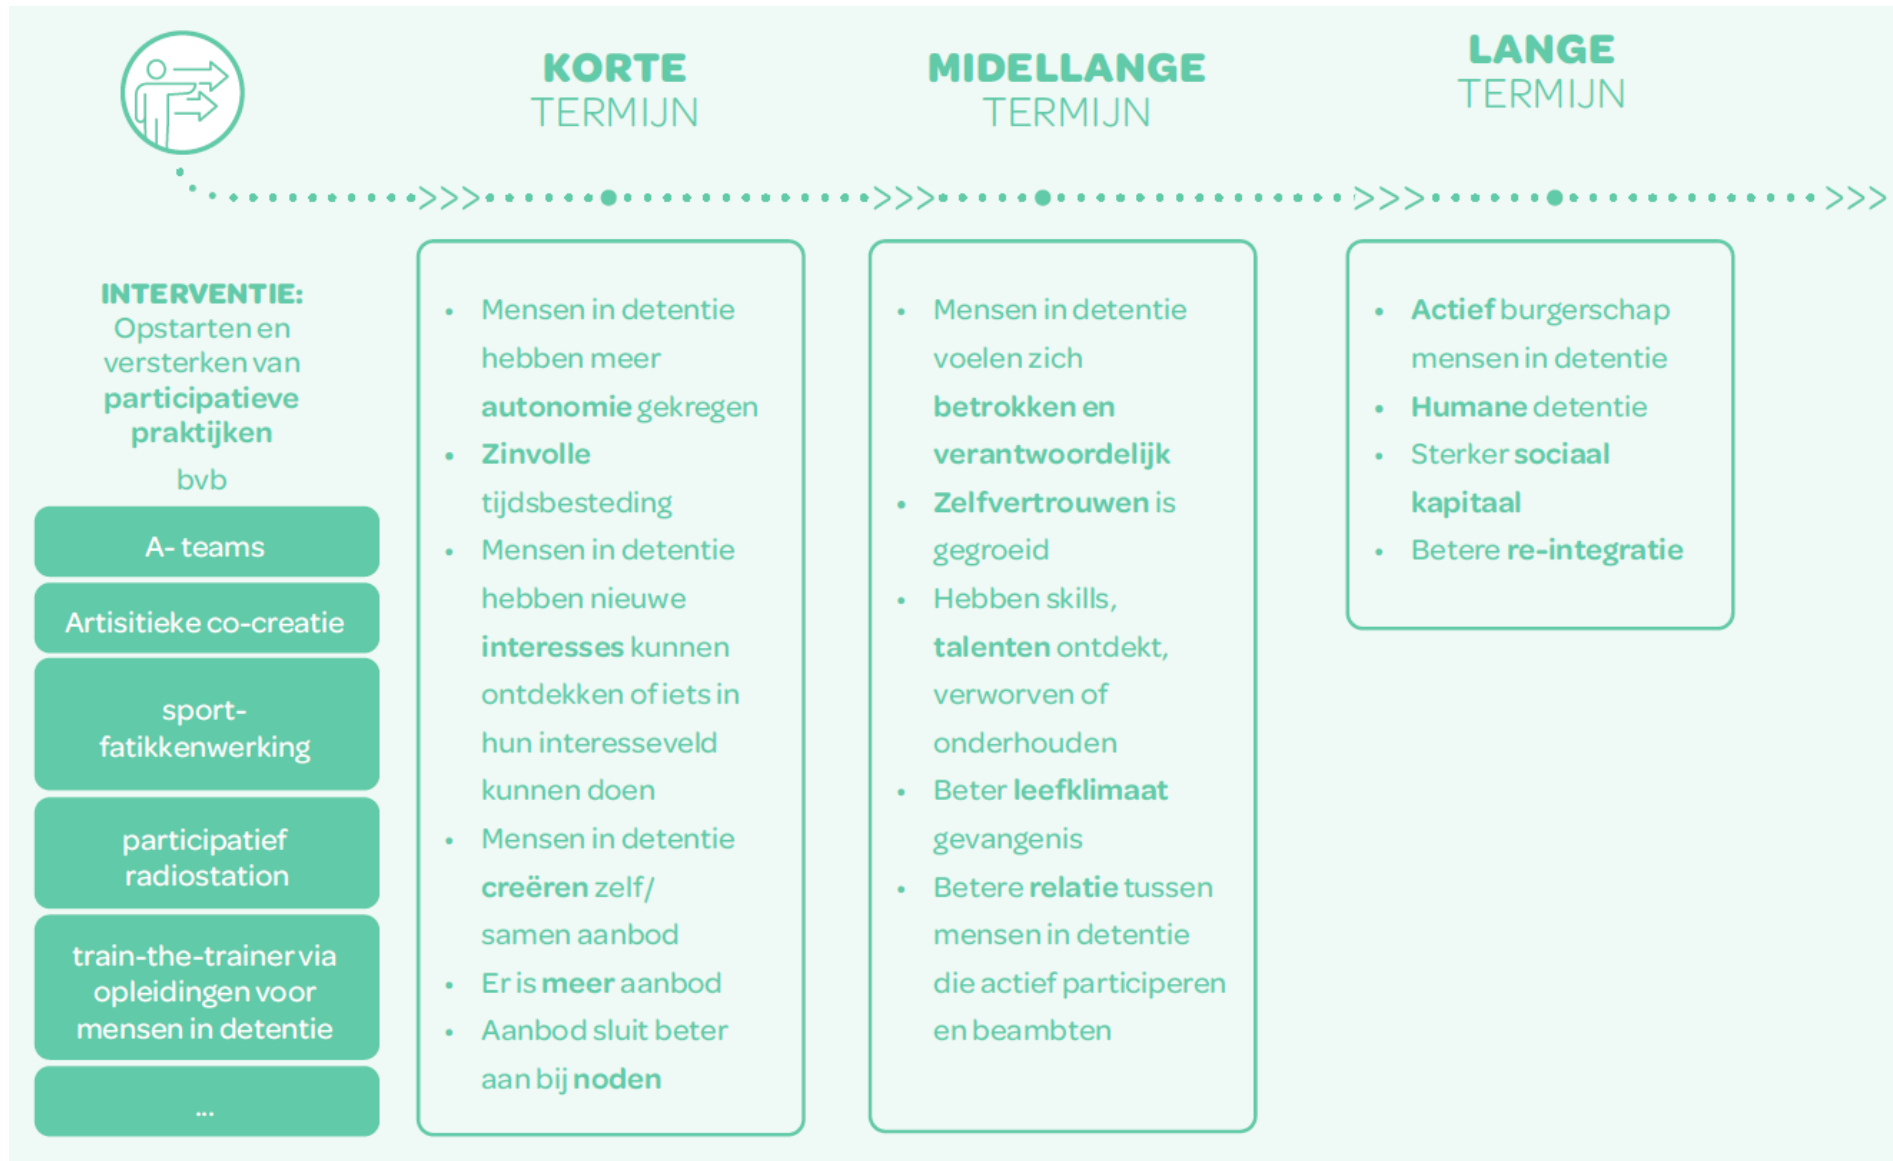 KORTE
TERMIJN
MIDELLANGE
TERMIJN
LANGE
TERMIJN
INTERVENTIE:
Opstarten en
versterken van
participatieve
praktijken
bvb
A- teams
Artisitieke co-creatie
sport-
fatikkenwerking
participatief
radiostation
train-the-trainer via
opleidingen voor
mensen in detentie
...
• Mensen in detentie
hebben meer
autonomie gekregen
• Zinvolle
tijdsbesteding
• Mensen in detentie
hebben nieuwe
interesses kunnen
ontdekken of iets in
hun interesseveld
kunnen doen
• Mensen in detentie
creëren zelf/
samen aanbod
• Er is meer aanbod
• Aanbod sluit beter
aan bij noden
• Mensen in detentie
voelen zich
betrokken en
verantwoordelijk
• Zelfvertrouwen is
gegroeid
• Hebben skills,
talenten ontdekt,
verworven of
onderhouden
• Beter leefklimaat
gevangenis
• Betere relatie tussen
mensen in detentie
die actief participeren
en beambten
• Actief burgerschap
mensen in detentie
• Humane detentie
• Sterker sociaal
kapitaal
• Betere re-integratie